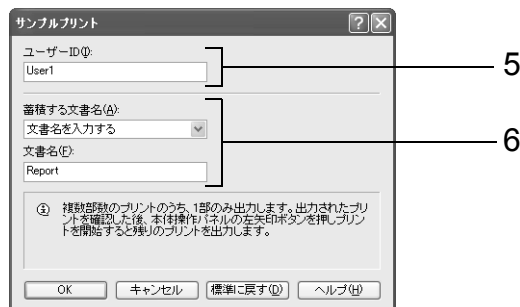 サンプルプリント
ユーザーID(I):
User1
5
蓄積する文書名(A):
文書名を入力する
6
文書名(F):
Report
複数部数のプリントのうち、1部のみ出力します。出力されたプリ
ントを確認した後、本体操作パネルの左矢印ボタンを押しプリン
トを開始すると残りのプリントを出力します。
OK キャンセル 標準に戻す(D) ヘルプ(H)